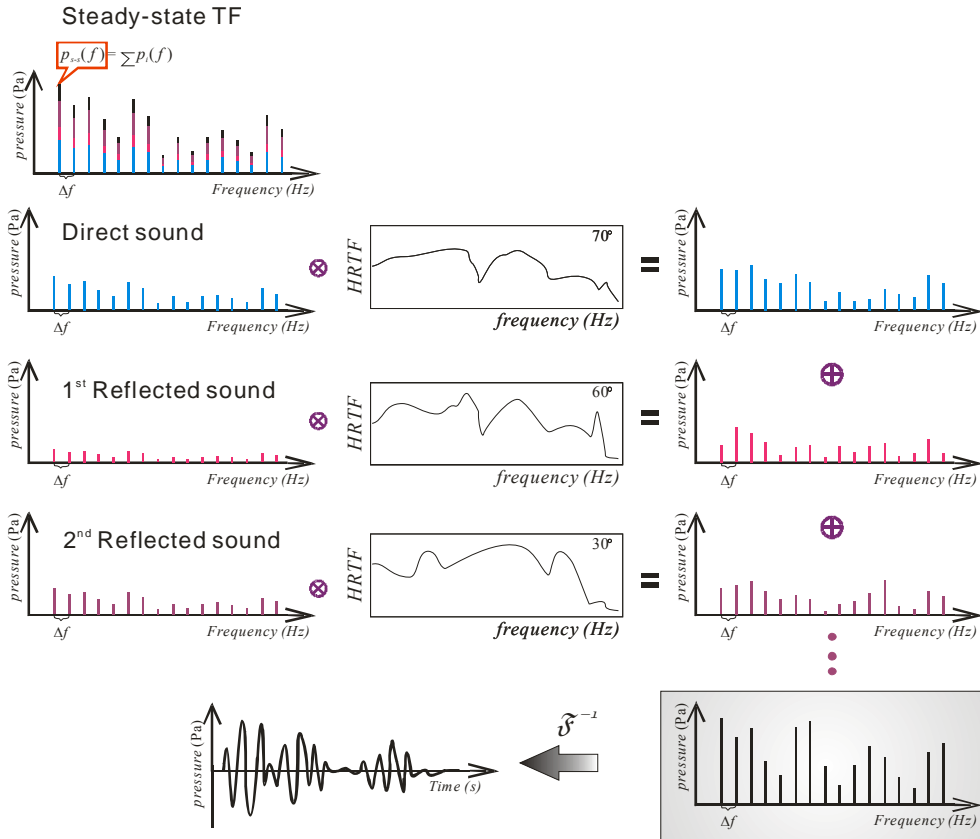 Steady-state TF
p_{s-s}(f) = ∑p_i(f)
pressure (Pa)
Δf
Frequency (Hz)
Direct sound
pressure (Pa)
Δf
Frequency (Hz)
⊗
HRTF
70°
frequency (Hz)
=
pressure (Pa)
Δf
Frequency (Hz)
⊕
1st Reflected sound
pressure (Pa)
Δf
Frequency (Hz)
⊗
HRTF
60°
frequency (Hz)
=
pressure (Pa)
Δf
Frequency (Hz)
⊕
2nd Reflected sound
pressure (Pa)
Δf
Frequency (Hz)
⊗
HRTF
30°
frequency (Hz)
=
pressure (Pa)
Δf
Frequency (Hz)
pressure (Pa)
Time (s)
𝔉⁻¹
pressure (Pa)
Δf
Frequency (Hz)